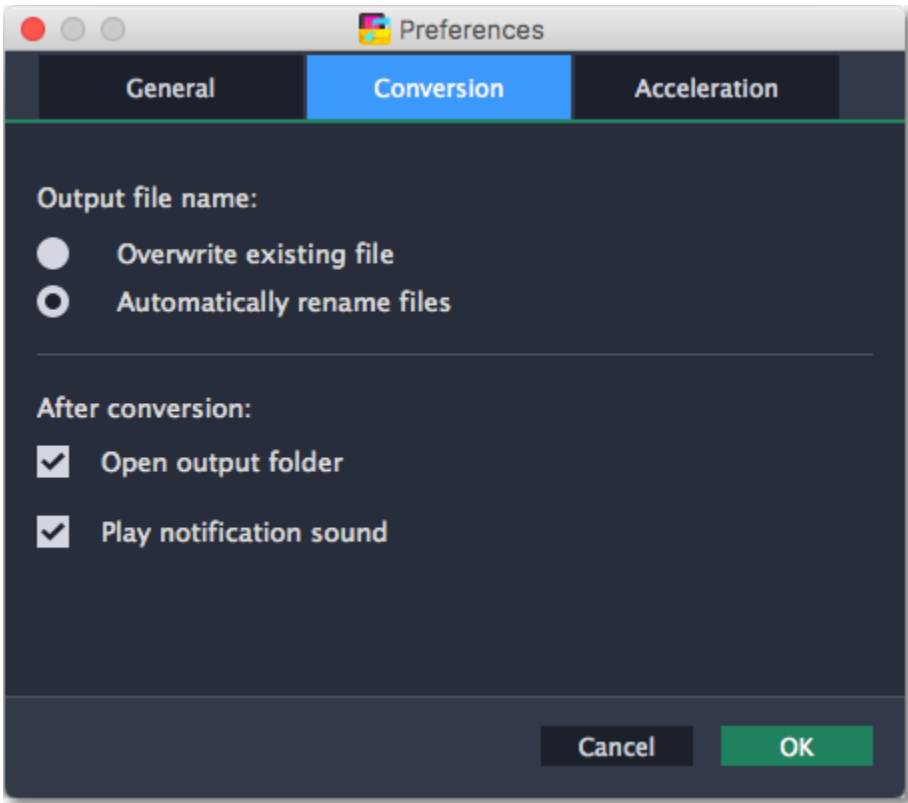 Preferences
General Conversion Acceleration
Output file name:
Overwrite existing file
Automatically rename files
After conversion:
Open output folder
Play notification sound
Cancel OK